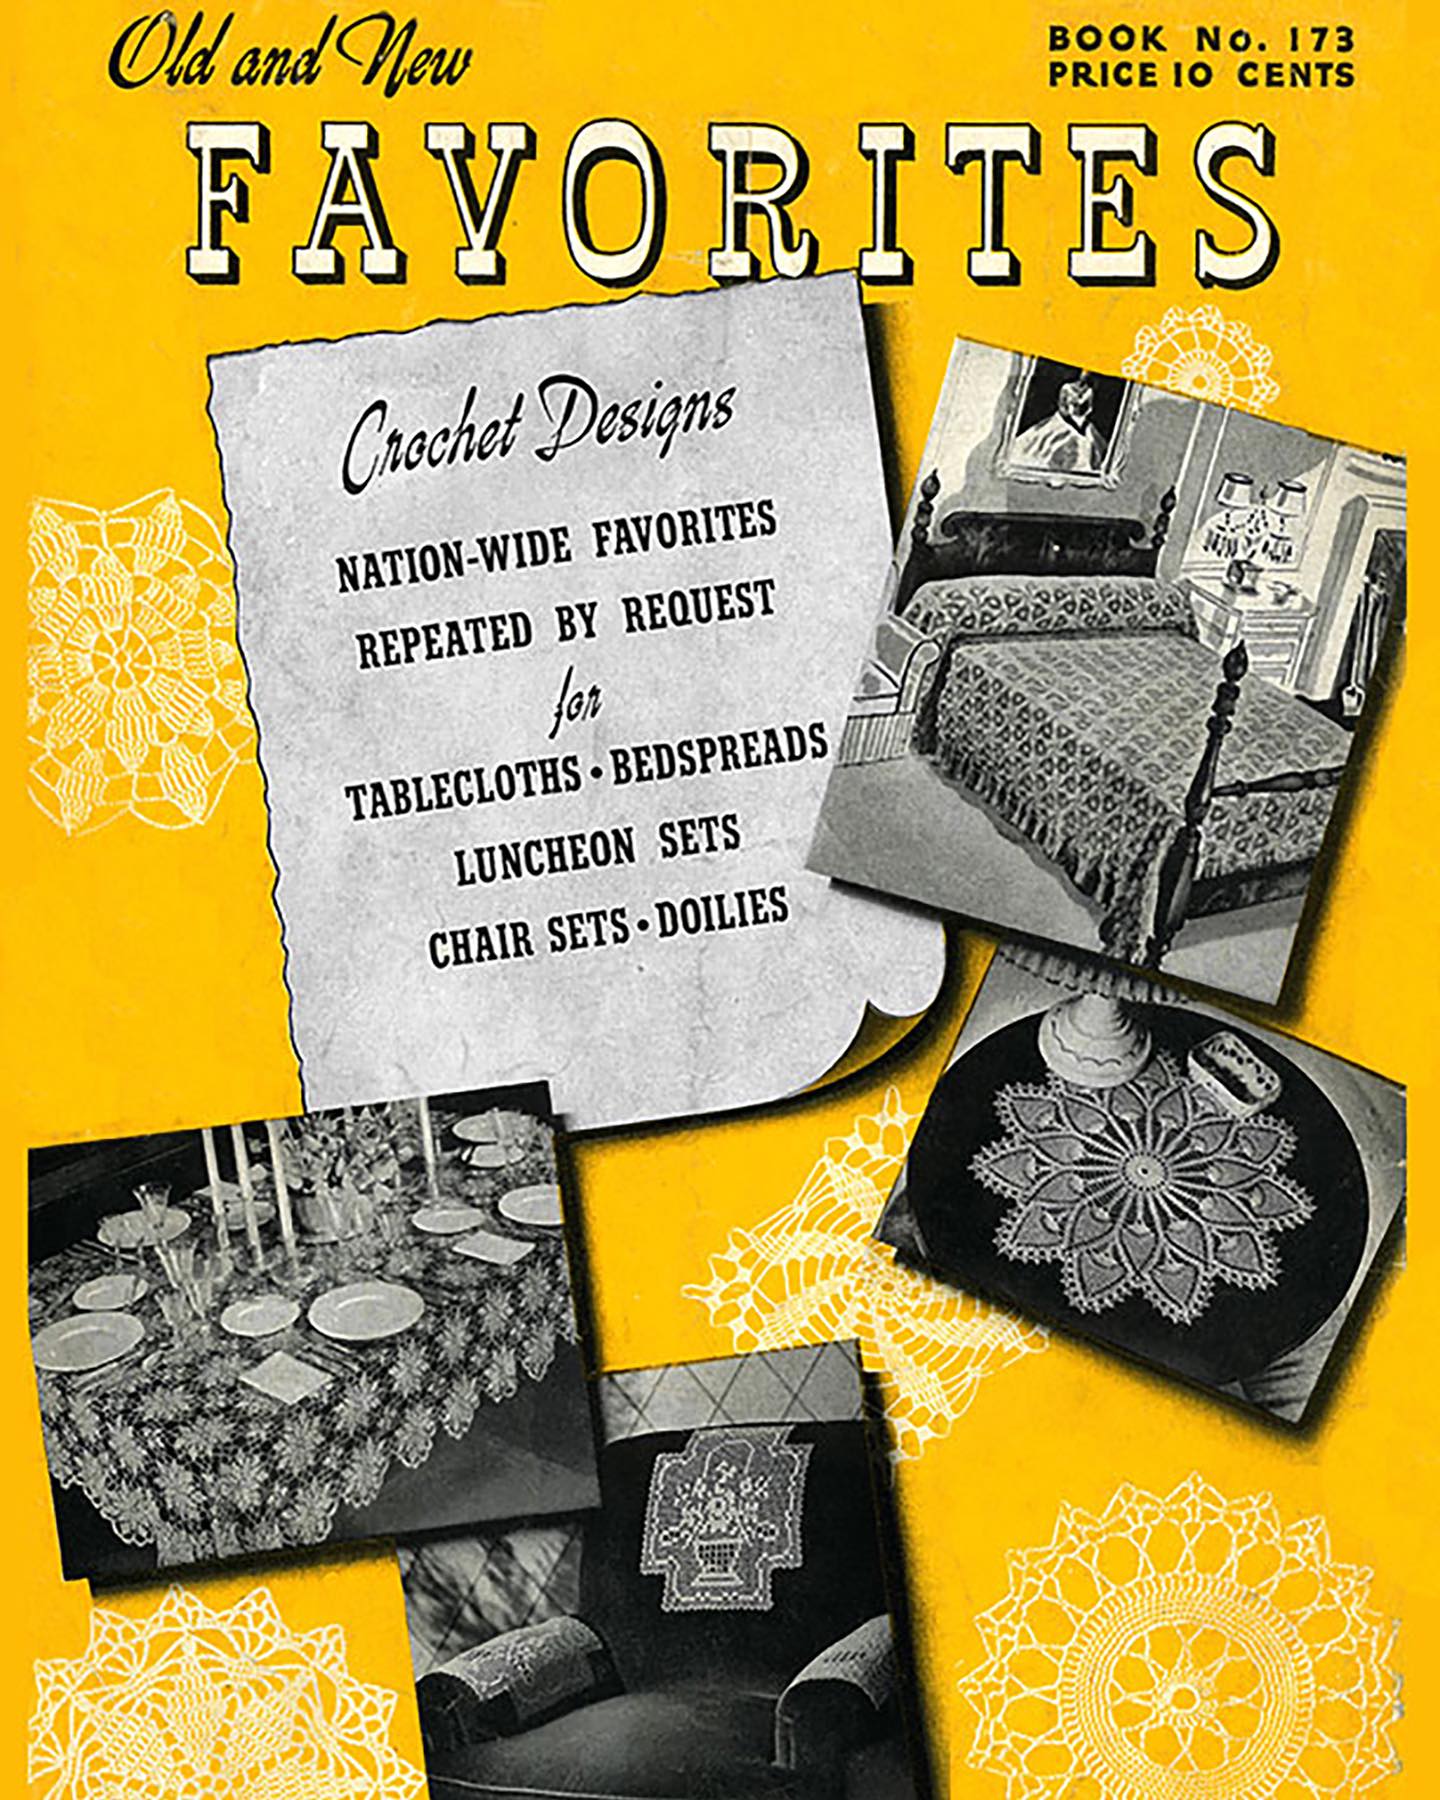 Old and New
BOOK No. 173
PRICE 10 CENTS
FAVORITES
Crochet Designs
NATION-WIDE FAVORITES
REPEATED BY REQUEST
for
TABLECLOTHS • BEDSPREADS
LUNCHEON SETS
CHAIR SETS • DOILIES